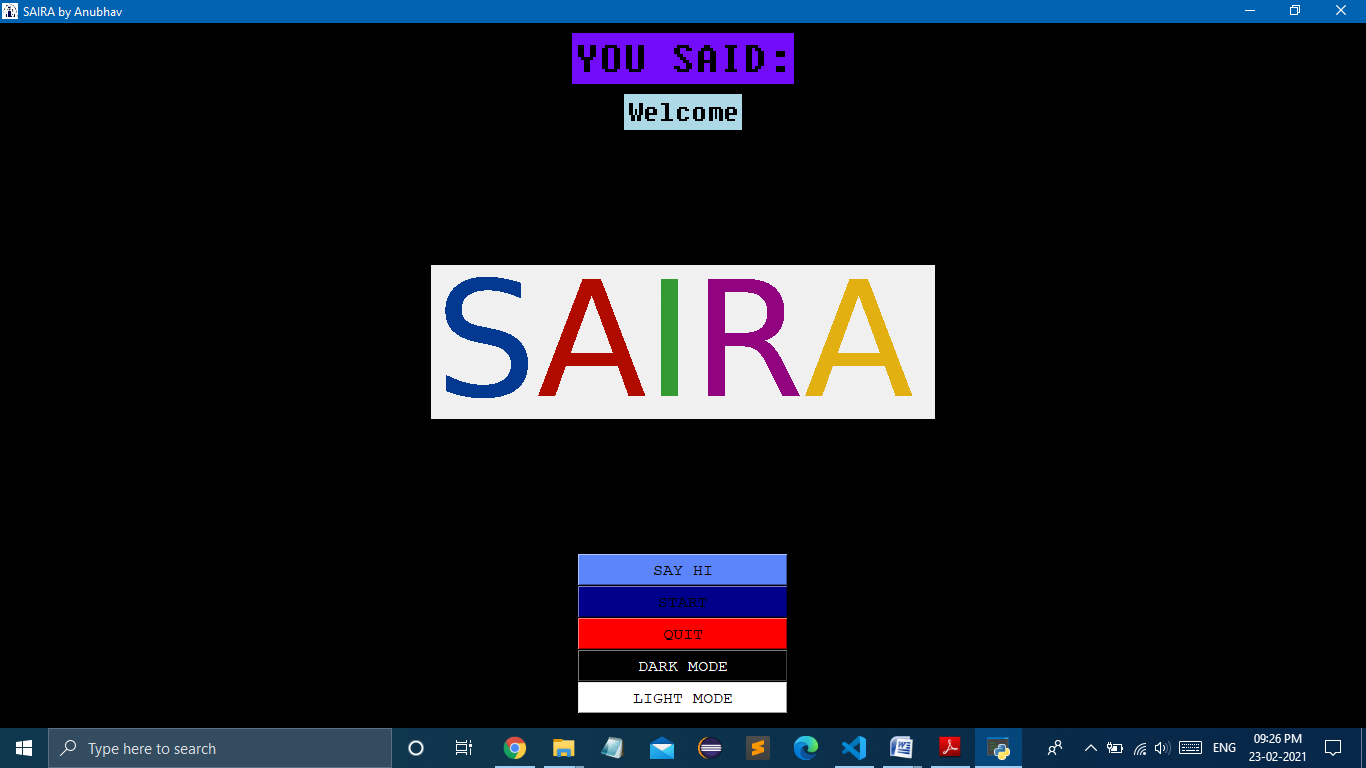 SAIRA by Anubhav
YOU SAID:
Welcome
SAIRA
SAY HI
START
QUIT
DARK MODE
LIGHT MODE
Type here to search
ENG
09:26 PM
23-02-2021